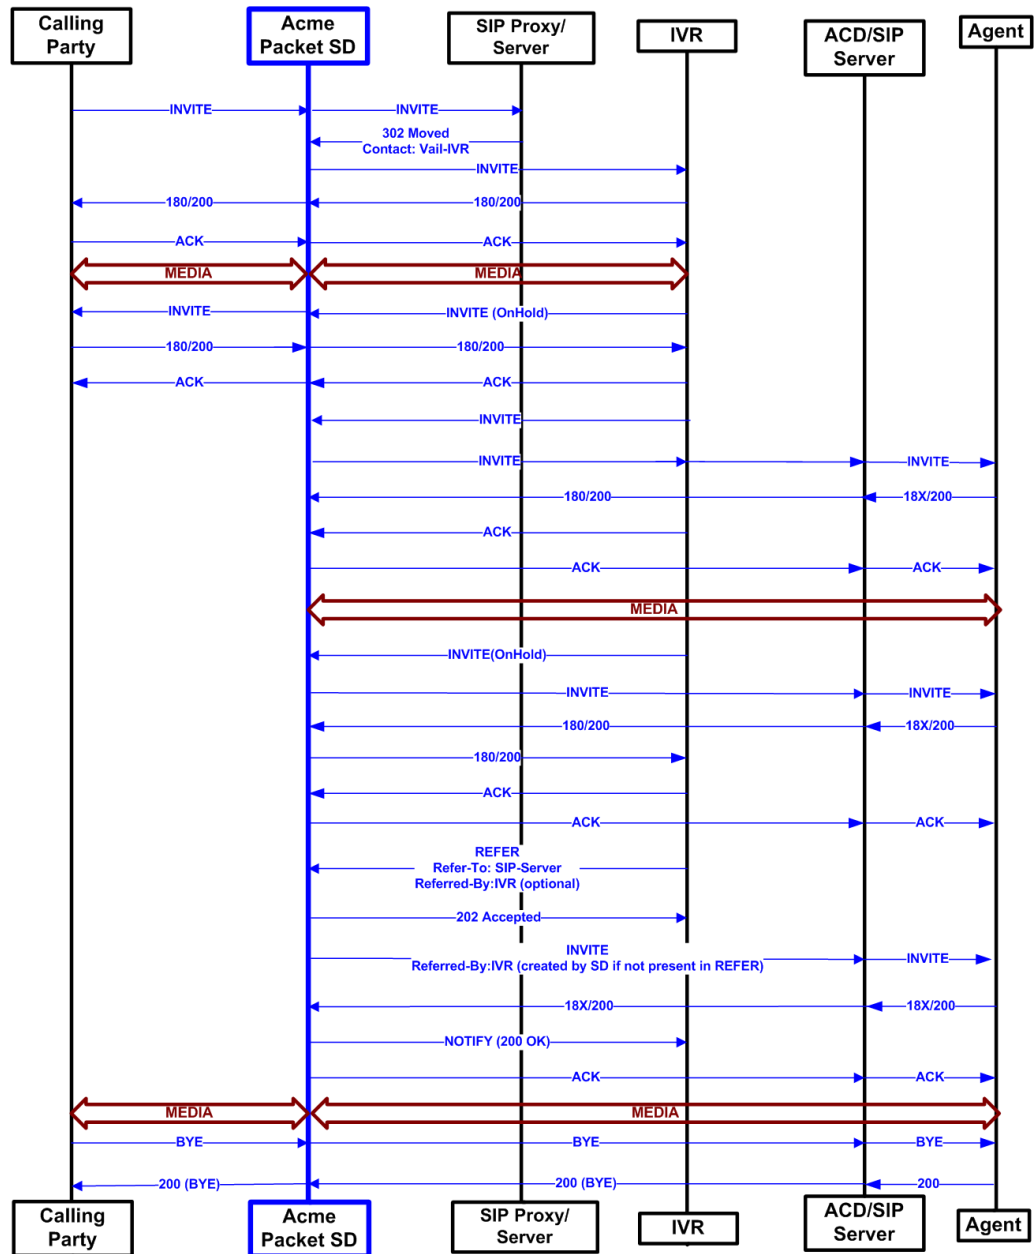 Calling
Party
Acme
Packet SD
SIP Proxy/
Server
IVR
ACD/SIP
Server
Agent
INVITE
INVITE
302 Moved
Contact: Vail-IVR
INVITE
180/200
180/200
ACK
ACK
MEDIA
MEDIA
INVITE
INVITE (OnHold)
180/200
180/200
ACK
ACK
INVITE
INVITE
INVITE
180/200
18X/200
ACK
ACK
ACK
MEDIA
INVITE(OnHold)
INVITE
INVITE
180/200
18X/200
180/200
ACK
ACK
ACK
REFER
Refer-To: SIP-Server
Referred-By:IVR (optional)
202 Accepted
INVITE
Referred-By:IVR (created by SD if not present in REFER)
INVITE
18X/200
18X/200
NOTIFY (200 OK)
ACK
ACK
MEDIA
MEDIA
BYE
BYE
BYE
200 (BYE)
200 (BYE)
200
Calling
Party
Acme
Packet SD
SIP Proxy/
Server
IVR
ACD/SIP
Server
Agent